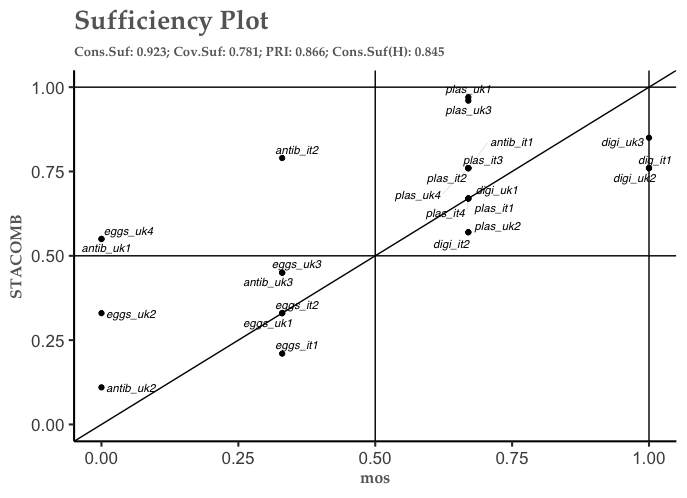 Sufficiency Plot
Cons.Suf: 0.923; Cov.Suf: 0.781; PRI: 0.866; Cons.Suf(H): 0.845
1.00
plas_uk1
plas_uk3
antib_it1
digi_uk3
antib_it2
plas_it3
dig_it1
0.75
plas_it2
digi_uk2
plas_uk4
digi_uk1
plas_it4
plas_it1
eggs_uk4
plas_uk2
antib_uk1
digi_it2
0.50
eggs_uk3
antib_uk3
eggs_it2
eggs_uk2
eggs_uk1
0.25
eggs_it1
antib_uk2
0.00
STACOMB
0.00
0.25
0.50
0.75
1.00
mos